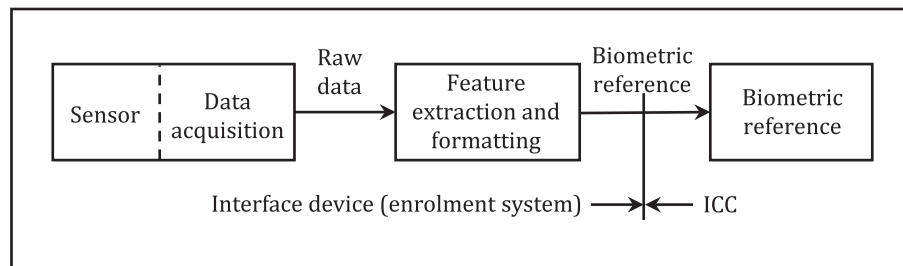 Sensor
Data
acquisition
Raw
data
Feature
extraction and
formatting
Biometric
reference
Biometric
reference
Interface device (enrolment system)
ICC